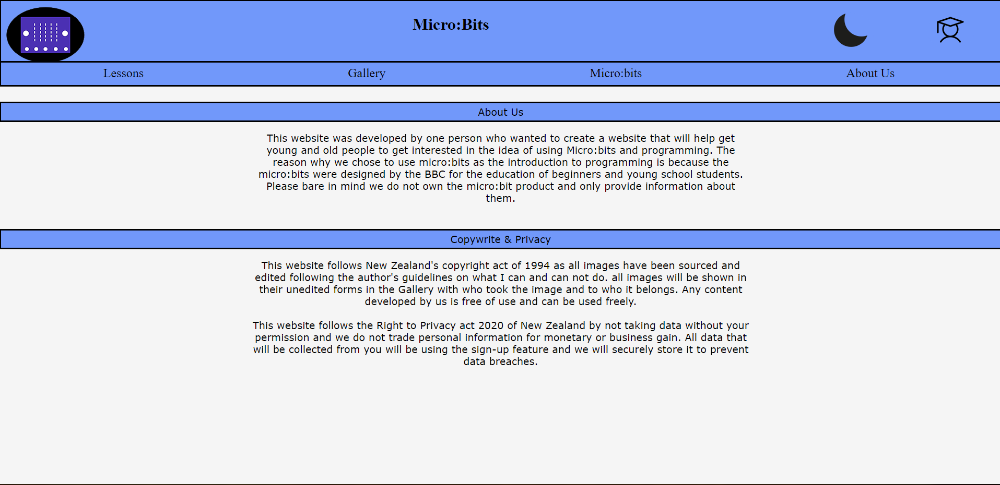 Micro:Bits
Lessons
Gallery
Micro:bits
About Us
About Us
This website was developed by one person who wanted to create a website that will help get
young and old people to get interested in the idea of using Micro:bits and programming. The
reason why we chose to use micro:bits as the introduction to programming is because the
micro:bits were designed by the BBC for the education of beginners and young school students.
Please bare in mind we do not own the micro:bit product and only provide information about
them.
Copywrite & Privacy
This website follows New Zealand's copyright act of 1994 as all images have been sourced and
edited following the author's guidelines on what I can and can not do. all images will be shown in
their unedited forms in the Gallery with who took the image and to who it belongs. Any content
developed by us is free of use and can be used freely.
This website follows the Right to Privacy act 2020 of New Zealand by not taking data without your
permission and we do not trade personal information for monetary or business gain. All data that
will be collected from you will be using the sign-up feature and we will securely store it to prevent
data breaches.